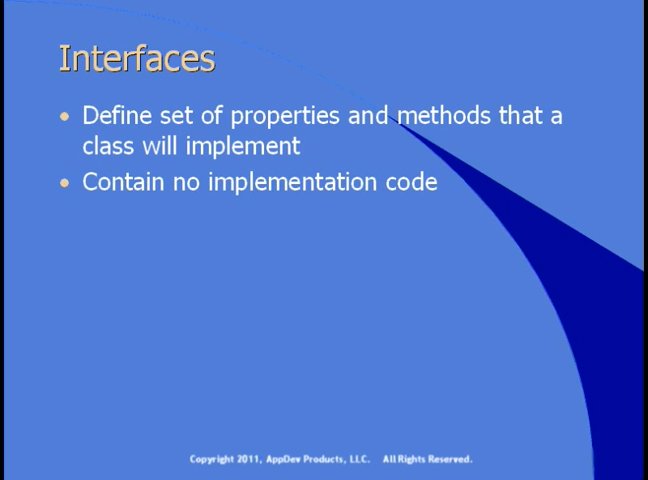 Interfaces
• Define set of properties and methods that a
class will implement
• Contain no implementation code
Copyright 2011, AppDev Products, LLC. All Rights Reserved.